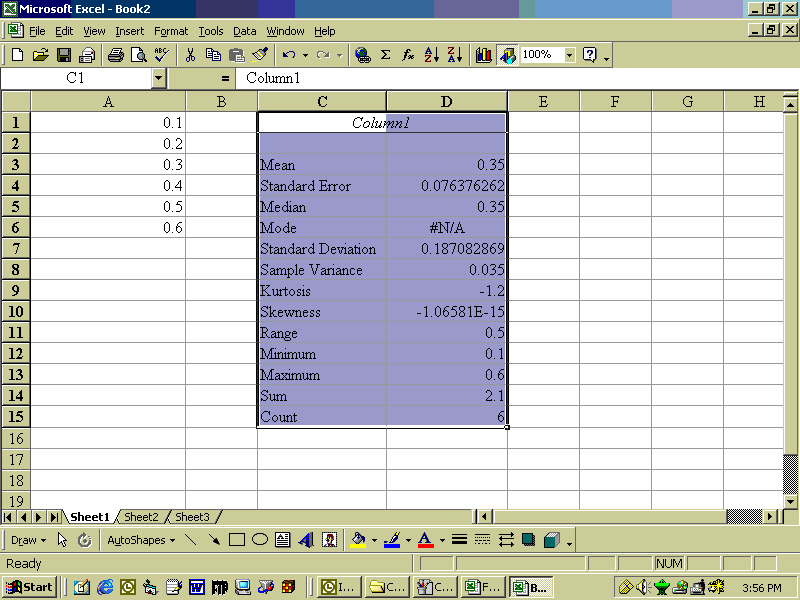 Microsoft Excel - Book2
File Edit View Insert Format Tools Data Window Help
100%
C1 = Column1
A B C D E F G H
1 0.1 Column1
2 0.2
3 0.3 Mean 0.35
4 0.4 Standard Error 0.076376262
5 0.5 Median 0.35
6 0.6 Mode #N/A
7 Standard Deviation 0.187082869
8 Sample Variance 0.035
9 Kurtosis -1.2
10 Skewness -1.06581E-15
11 Range 0.5
12 Minimum 0.1
13 Maximum 0.6
14 Sum 2.1
15 Count 6
16
17
18
19
Sheet1 Sheet2 Sheet3
Draw AutoShapes
Ready NUM
Start I... C... C... F... B... 3:56 PM